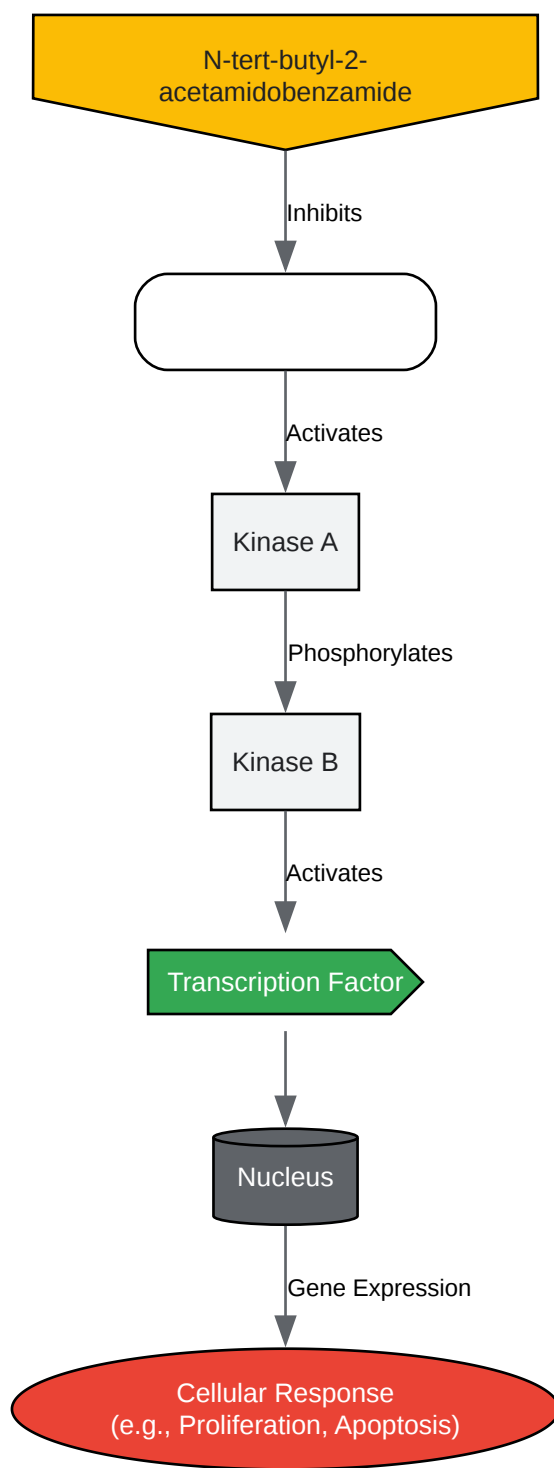 N-tert-butyl-2-
acetamidobenzamide
Inhibits
Activates
Kinase A
Phosphorylates
Kinase B
Activates
Transcription Factor
Nucleus
Gene Expression
Cellular Response
(e.g., Proliferation, Apoptosis)